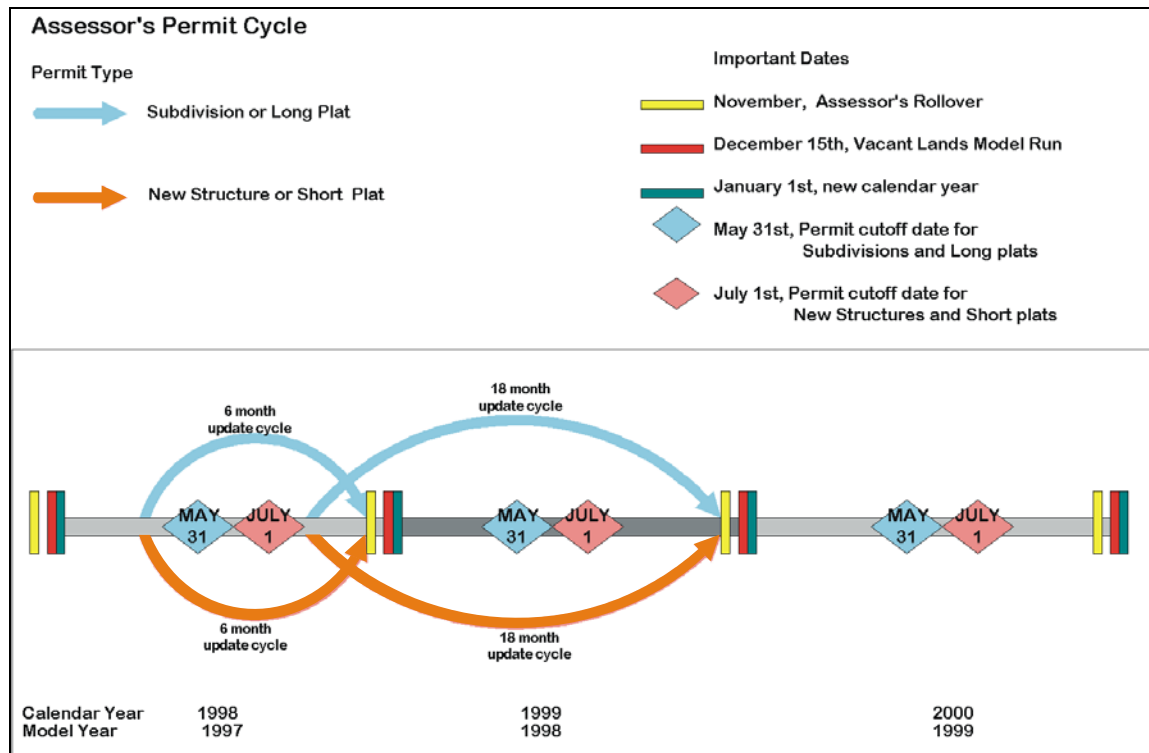 Assessor's Permit Cycle
Permit Type
Subdivision or Long Plat
New Structure or Short Plat
Important Dates
November, Assessor's Rollover
December 15th, Vacant Lands Model Run
January 1st, new calendar year
May 31st, Permit cutoff date for
Subdivisions and Long plats
July 1st, Permit cutoff date for
New Structures and Short plats
6 month
update cycle
18 month
update cycle
MAY
31
JULY
1
MAY
31
JULY
1
MAY
31
JULY
1
6 month
update cycle
18 month
update cycle
Calendar Year 1998 1999 2000
Model Year 1997 1998 1999